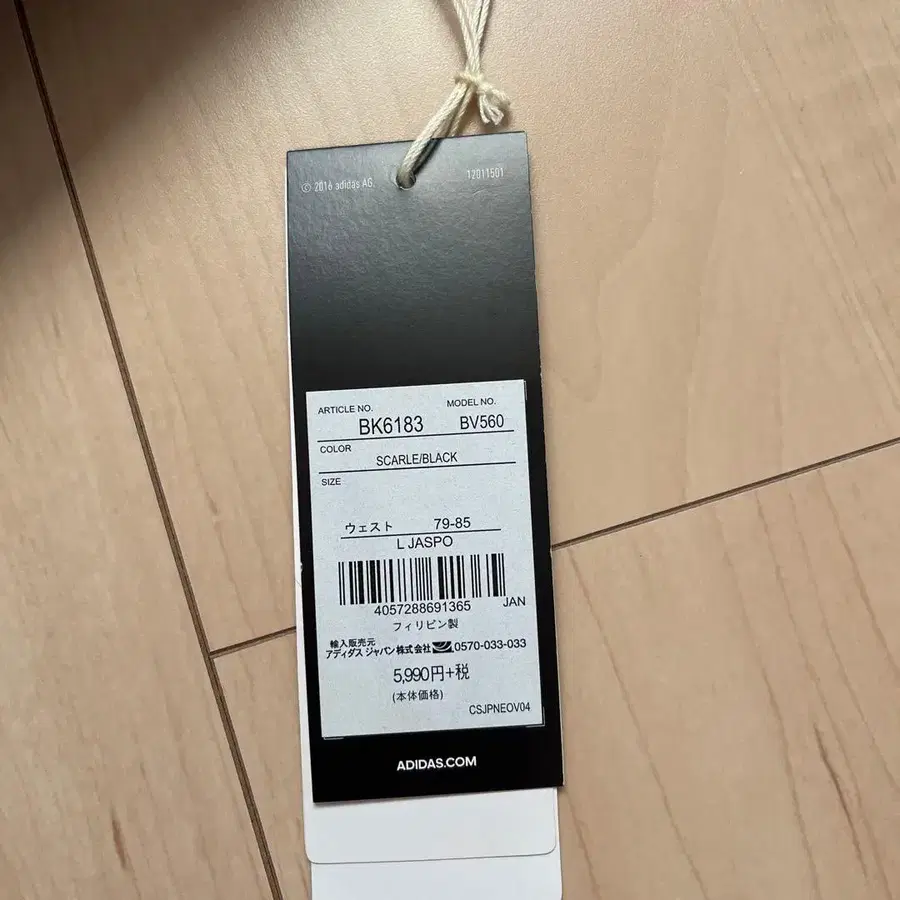 © 2016 adidas AG. 12011501
ARTICLE NO. MODEL NO.
BK6183 BV560
COLOR
SCARLE/BLACK
SIZE
ウェスト 79-85
L JASPO
4057288691365 JAN
フィリピン製
輸入販売元
アディダス ジャパン株式会社 0570-033-033
5,990円+税
(本体価格)
CSJPNEOV04
ADIDAS.COM